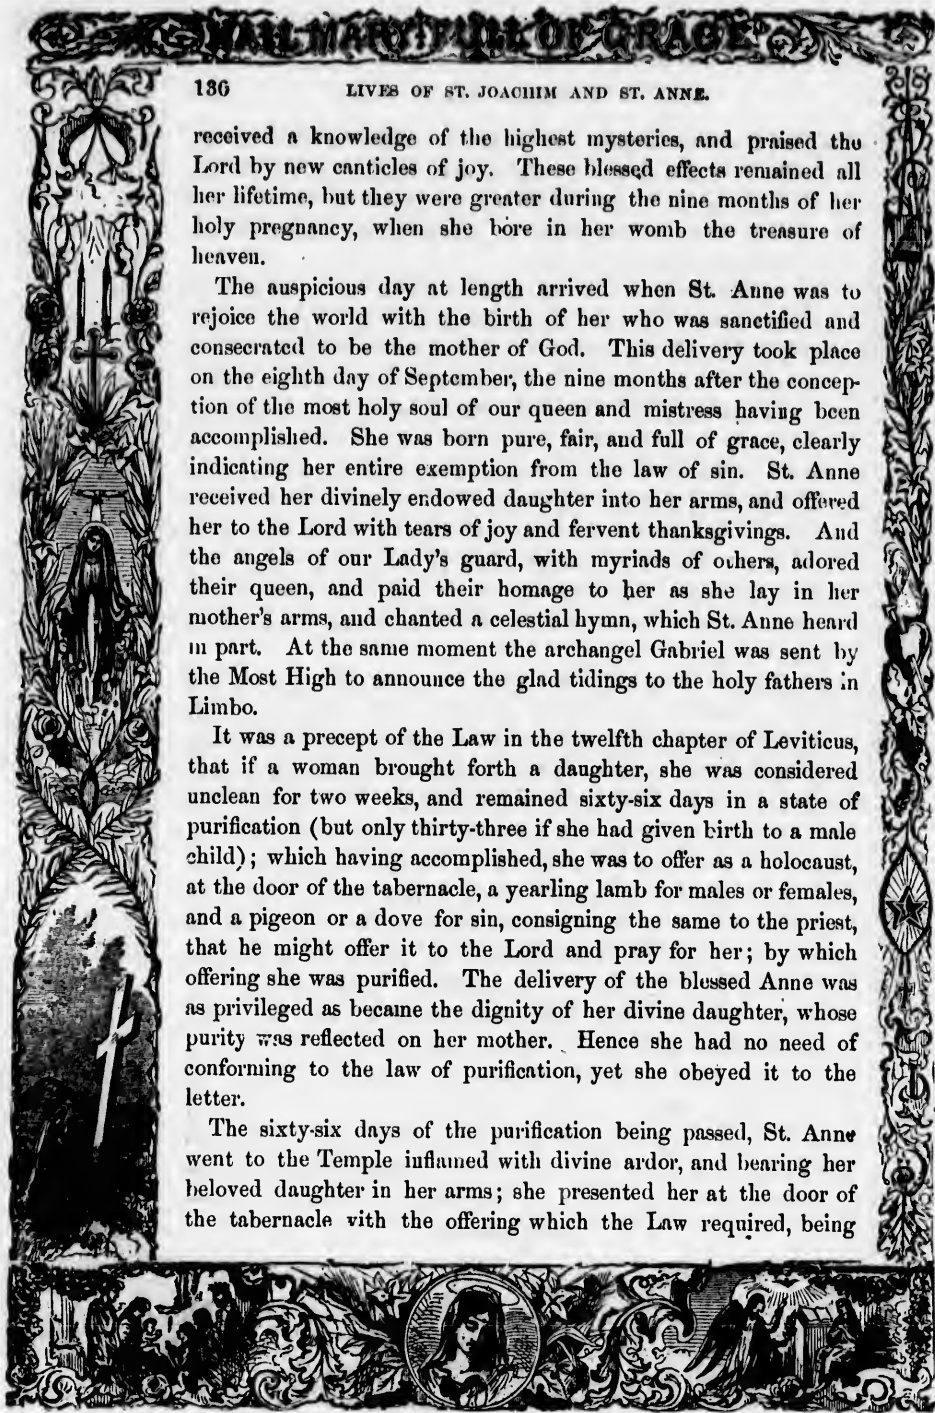 HAIL MARY! FULL OF GRACE
136 LIVES OF ST. JOACHIM AND ST. ANNE.
received a knowledge of the highest mysteries, and praised the
Lord by new canticles of joy. These blessed effects remained all
her lifetime, but they were greater during the nine months of her
holy pregnancy, when she bore in her womb the treasure of
heaven.
The auspicious day at length arrived when St. Anne was to
rejoice the world with the birth of her who was sanctified and
consecrated to be the mother of God. This delivery took place
on the eighth day of September, the nine months after the concep-
tion of the most holy soul of our queen and mistress having been
accomplished. She was born pure, fair, and full of grace, clearly
indicating her entire exemption from the law of sin. St. Anne
received her divinely endowed daughter into her arms, and offered
her to the Lord with tears of joy and fervent thanksgivings. And
the angels of our Lady's guard, with myriads of others, adored
their queen, and paid their homage to her as she lay in her
mother's arms, and chanted a celestial hymn, which St. Anne heard
in part. At the same moment the archangel Gabriel was sent by
the Most High to announce the glad tidings to the holy fathers in
Limbo.
It was a precept of the Law in the twelfth chapter of Leviticus,
that if a woman brought forth a daughter, she was considered
unclean for two weeks, and remained sixty-six days in a state of
purification (but only thirty-three if she had given birth to a male
child); which having accomplished, she was to offer as a holocaust,
at the door of the tabernacle, a yearling lamb for males or females,
and a pigeon or a dove for sin, consigning the same to the priest,
that he might offer it to the Lord and pray for her; by which
offering she was purified. The delivery of the blessed Anne was
as privileged as became the dignity of her divine daughter, whose
purity was reflected on her mother. Hence she had no need of
conforming to the law of purification, yet she obeyed it to the
letter.
The sixty-six days of the purification being passed, St. Anne
went to the Temple inflamed with divine ardor, and bearing her
beloved daughter in her arms; she presented her at the door of
the tabernacle with the offering which the Law required, being